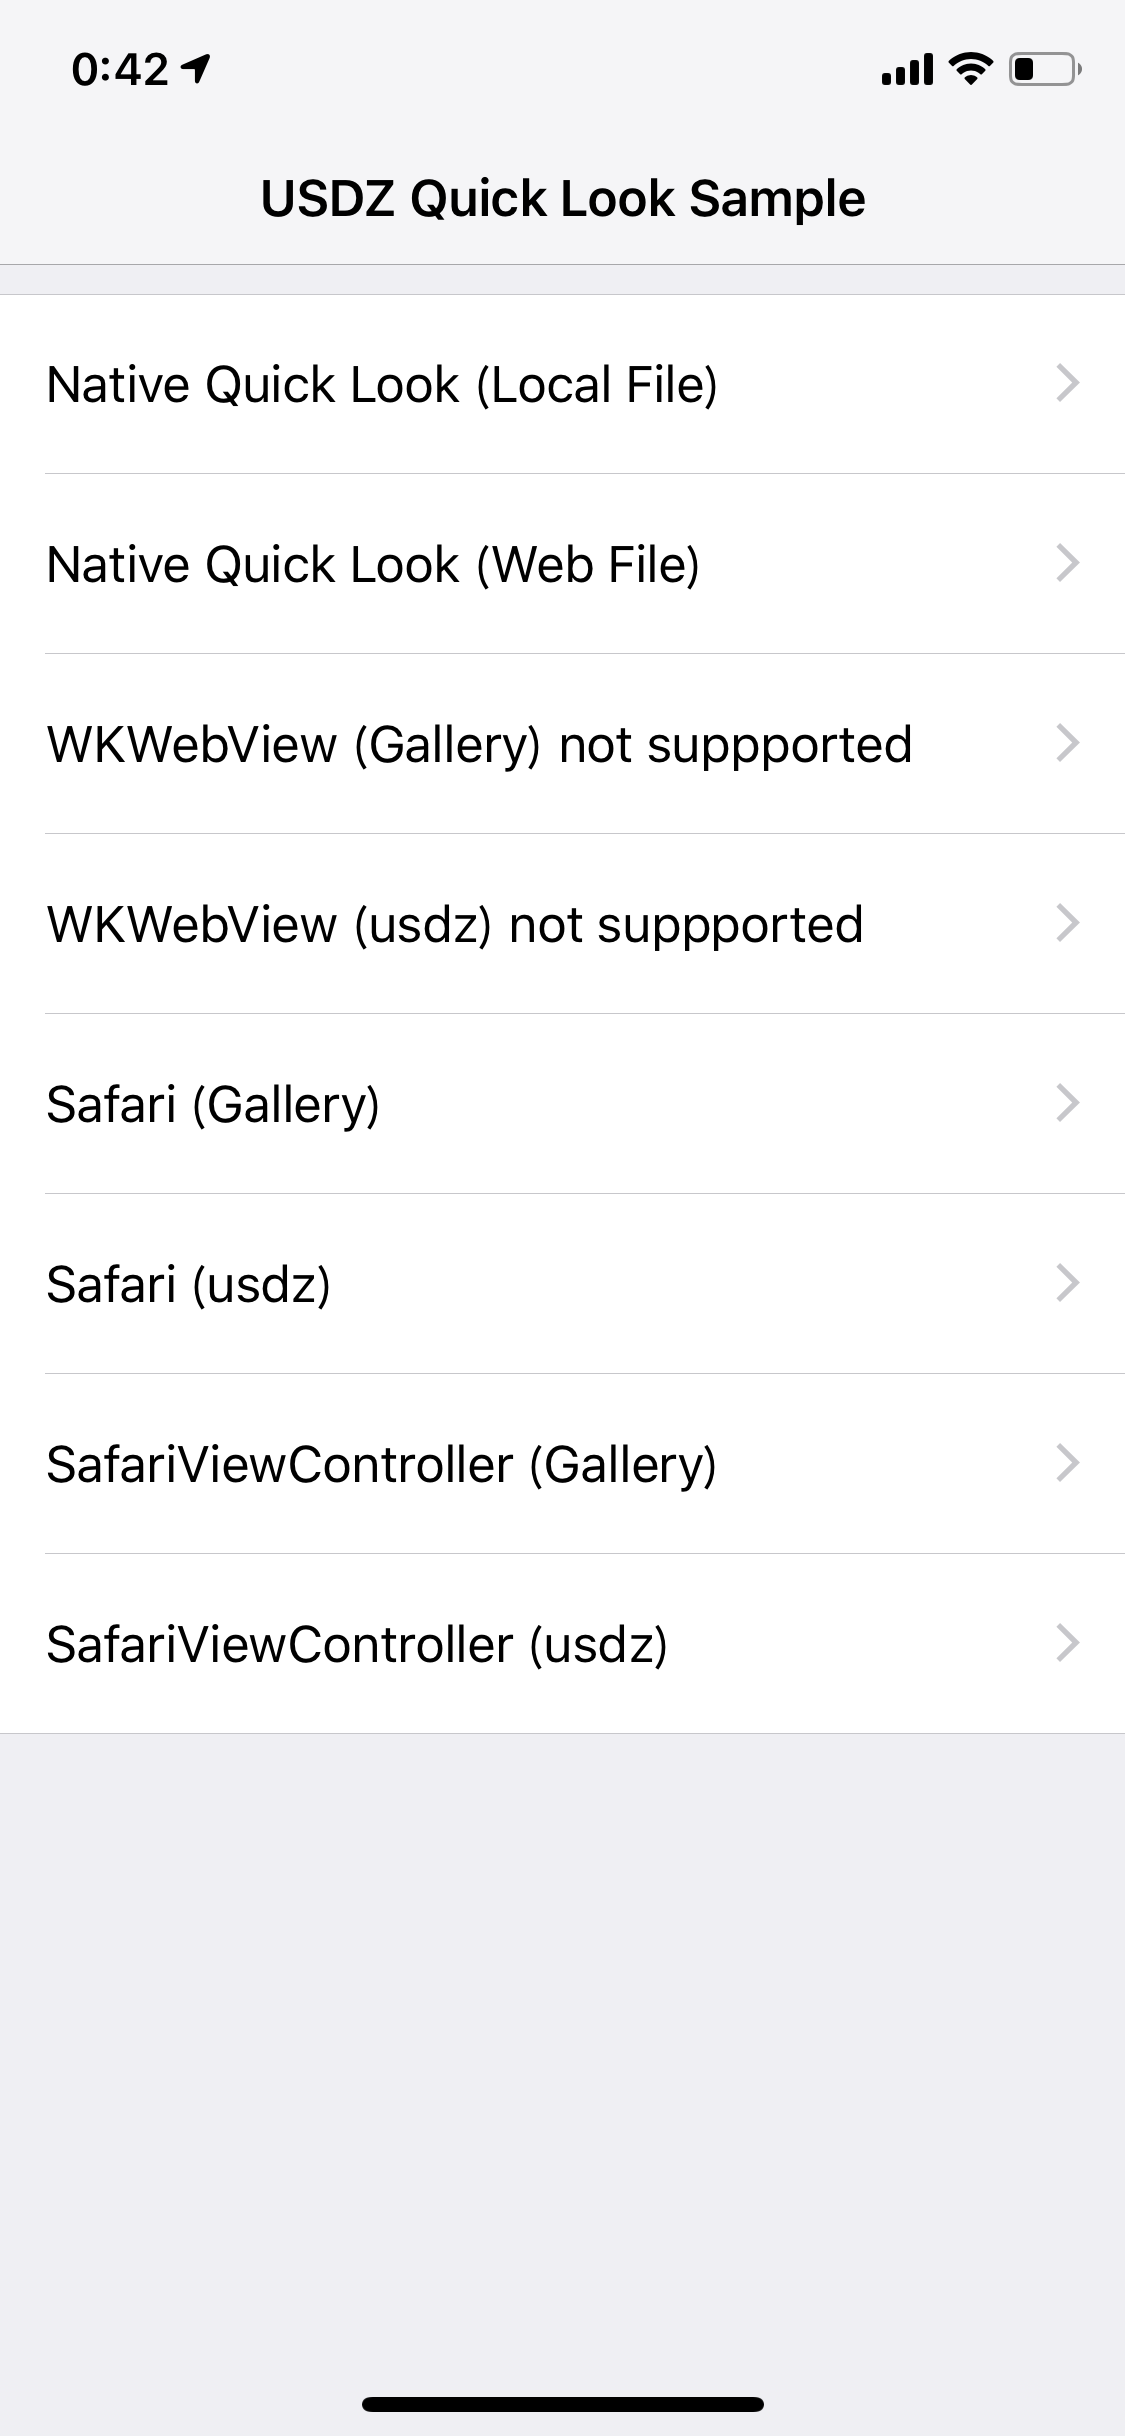 0:42
USDZ Quick Look Sample
Native Quick Look (Local File)
Native Quick Look (Web File)
WKWebView (Gallery) not suppported
WKWebView (usdz) not suppported
Safari (Gallery)
Safari (usdz)
SafariViewController (Gallery)
SafariViewController (usdz)